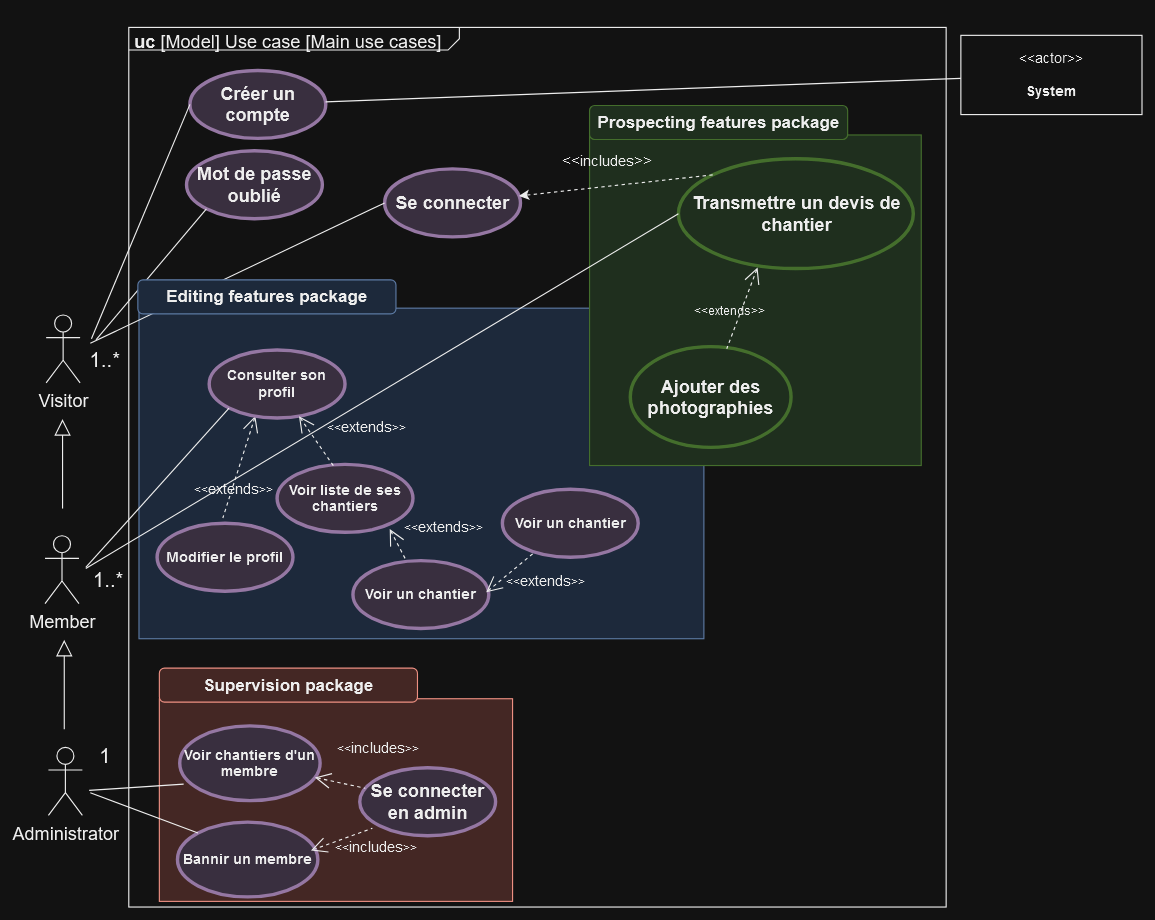 uc [Model] Use case [Main use cases]
<<actor>>
System
Créer un
compte
Prospecting features package
<<includes>>
Mot de passe
oublié
Se connecter
Transmettre un devis de
chantier
Editing features package
<<extends>>
1..*
Visitor
Consulter son
profil
Ajouter des
photographies
<<extends>>
<<extends>>
Voir liste de ses
chantiers
<<extends>>
Voir un chantier
Modifier le profil
1..*
Member
<<extends>>
Voir un chantier
Supervision package
1
Administrator
Voir chantiers d'un
membre
<<includes>>
Se connecter
en admin
<<includes>>
Bannir un membre